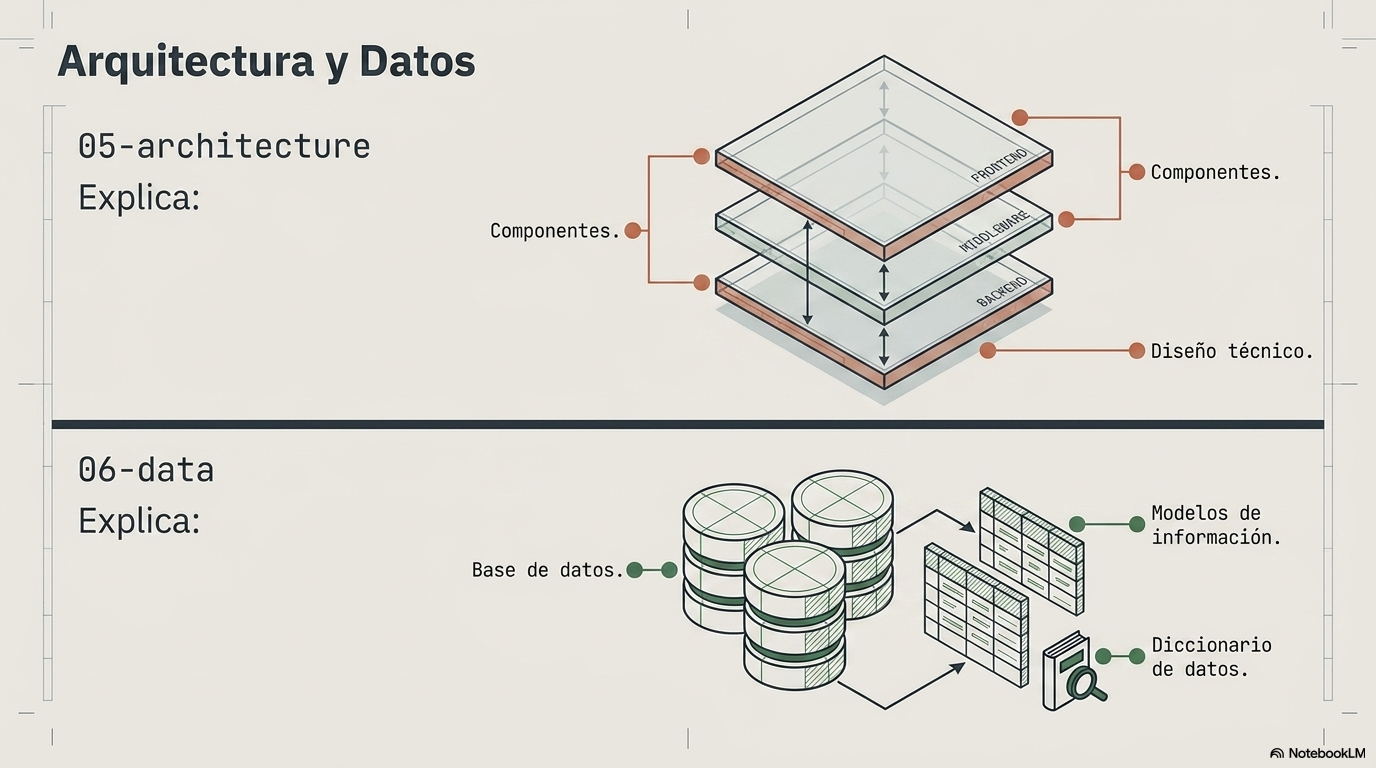 Arquitectura y Datos
05-architecture
Explica:
Componentes.
FRONTEND
MIDDLEWARE
BACKEND
Componentes.
Diseño técnico.
06-data
Explica:
Base de datos.
Modelos de
información.
Diccionario
de datos.
NotebookLM